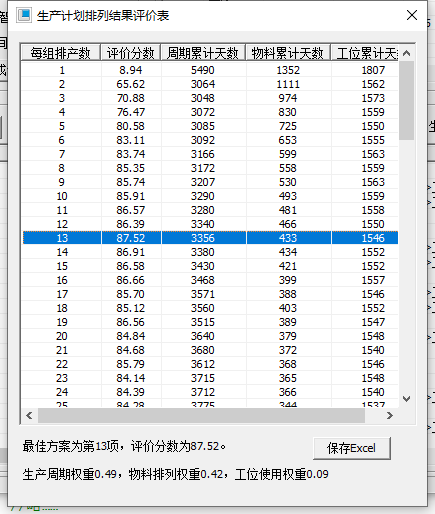 生产计划排列结果评价表
每组排产数 评价分数 周期累计天数 物料累计天数 工位累计天
1 8.94 5490 1352 1807
2 65.62 3064 1111 1562
3 70.88 3048 974 1573
4 76.47 3072 830 1559
5 80.58 3085 725 1550
6 83.11 3092 653 1555
7 83.74 3166 599 1563
8 85.35 3172 558 1559
9 85.74 3207 530 1563
10 85.91 3290 493 1559
11 86.57 3280 481 1558
12 86.39 3340 466 1550
13 87.52 3356 433 1546
14 86.91 3380 434 1552
15 86.58 3430 421 1552
16 86.66 3468 399 1557
17 85.70 3571 388 1546
18 85.12 3560 403 1552
19 86.56 3515 389 1547
20 84.84 3640 379 1548
21 84.68 3680 372 1540
22 85.79 3612 368 1546
23 84.14 3715 365 1548
24 84.39 3712 366 1540
25 84.28 3775 344 1537
最佳方案为第13项，评价分数为87.52。
保存Excel
生产周期权重0.49，物料排列权重0.42，工位使用权重0.09